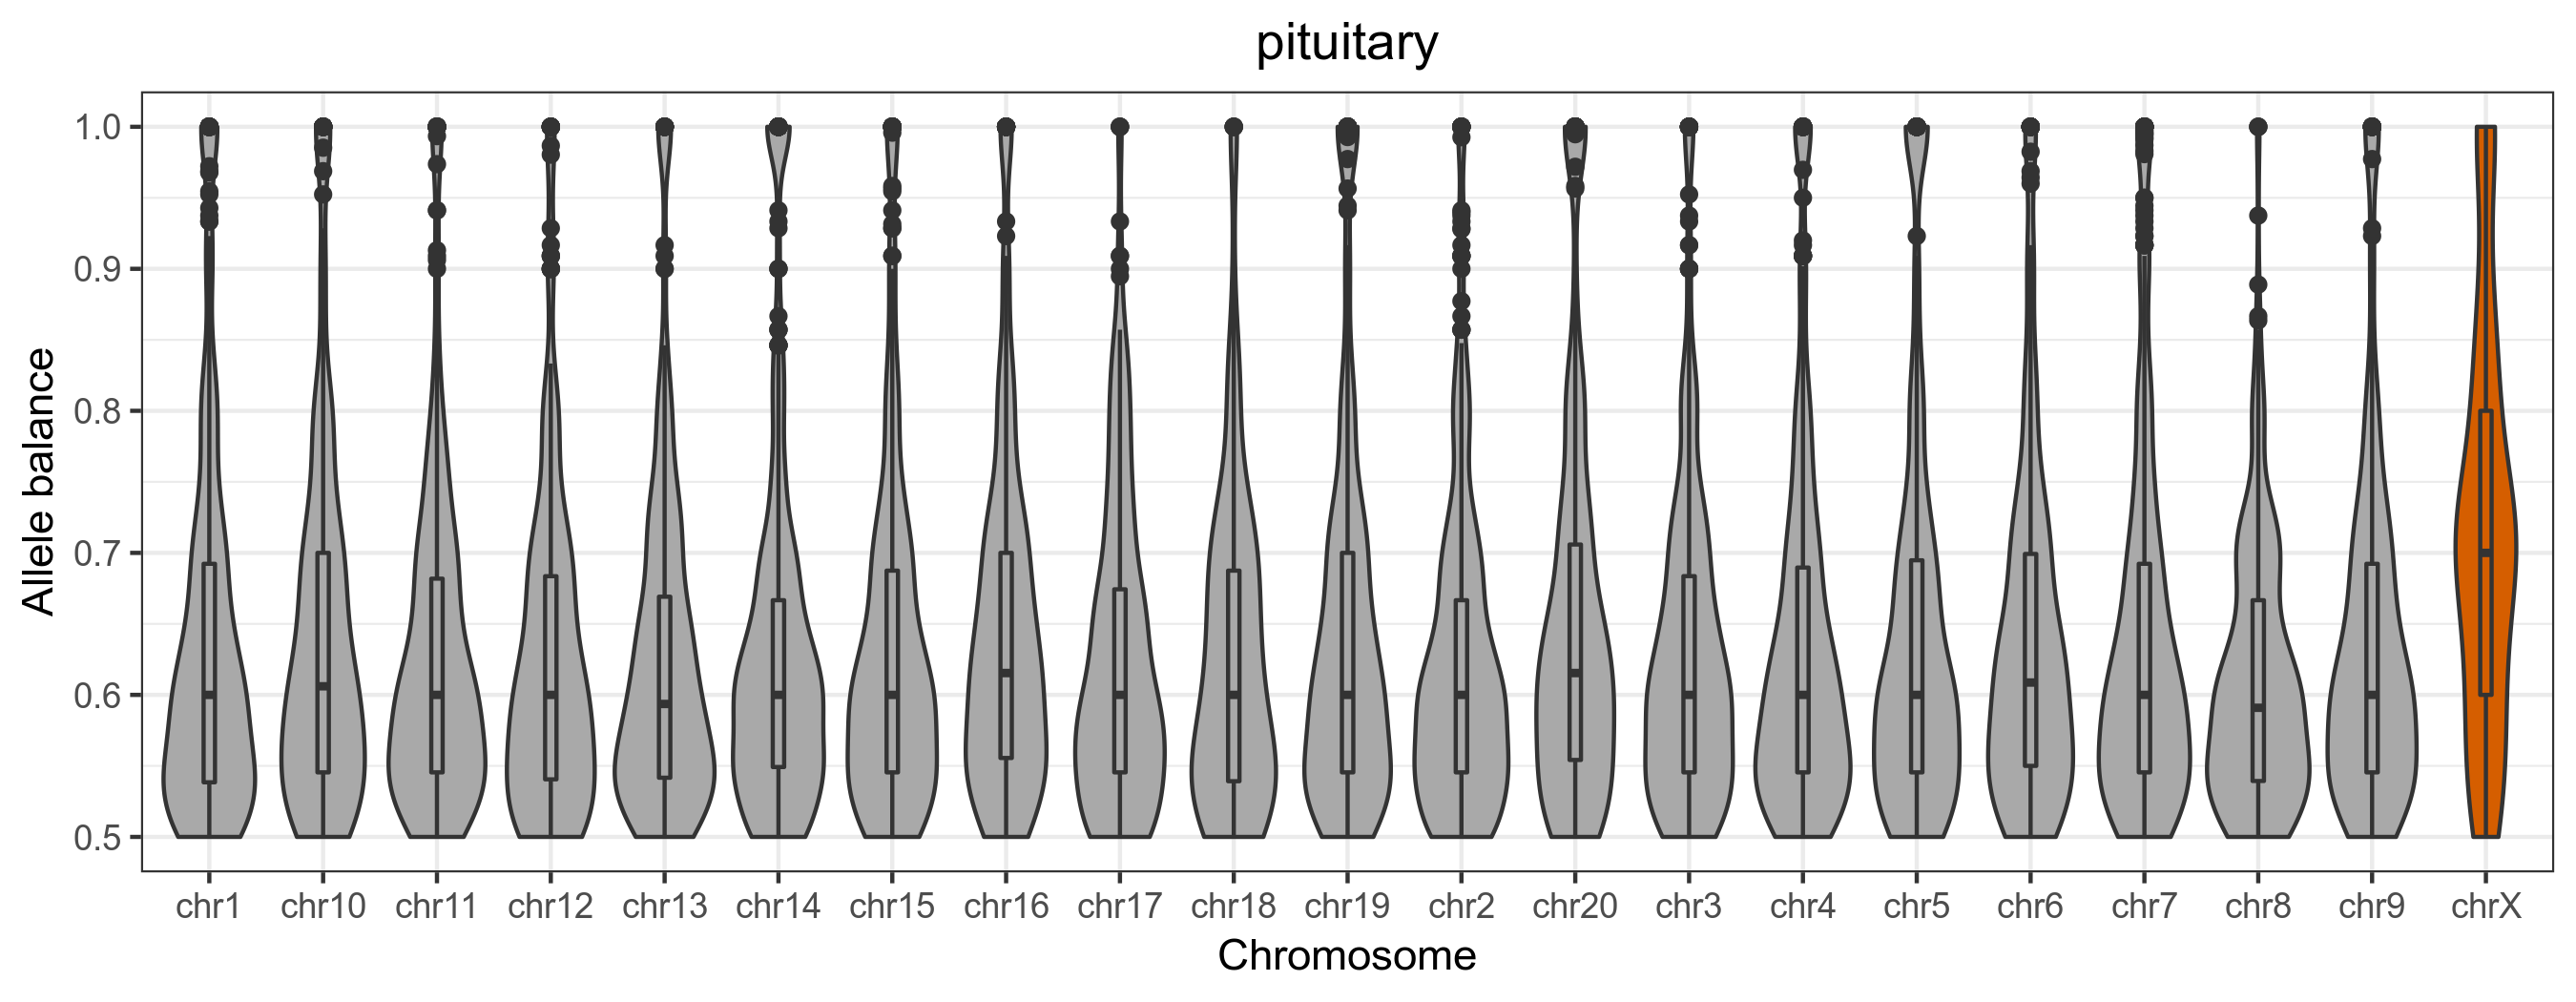 pituitary
Allele balance
1.0
0.9
0.8
0.7
0.6
0.5
chr1 chr10 chr11 chr12 chr13 chr14 chr15 chr16 chr17 chr18 chr19 chr2 chr20 chr3 chr4 chr5 chr6 chr7 chr8 chr9 chrX
Chromosome